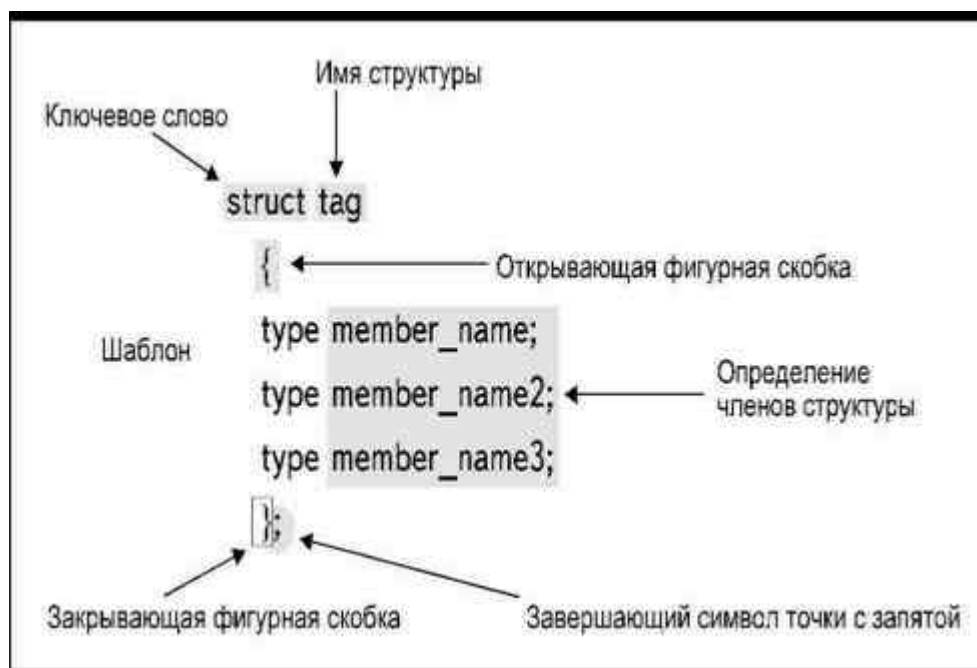 Имя структуры
Ключевое слово
struct tag
{
Открывающая фигурная скобка
type member_name;
Шаблон
type member_name2;
Определение
членов структуры
type member_name3;
};
Закрывающая фигурная скобка
Завершающий символ точки с запятой